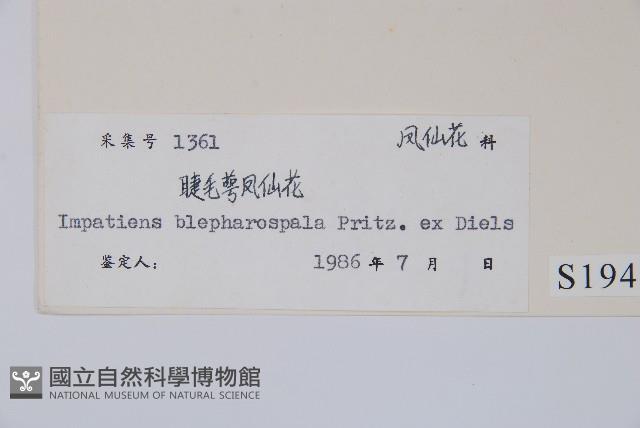 采集号 1361 凤仙花 科
睫毛萼凤仙花
Impatiens blepharospala Pritz. ex Diels
鉴定人: 1986 年 7 月 日
S194
國立自然科學博物館
NATIONAL MUSEUM OF NATURAL SCIENCE